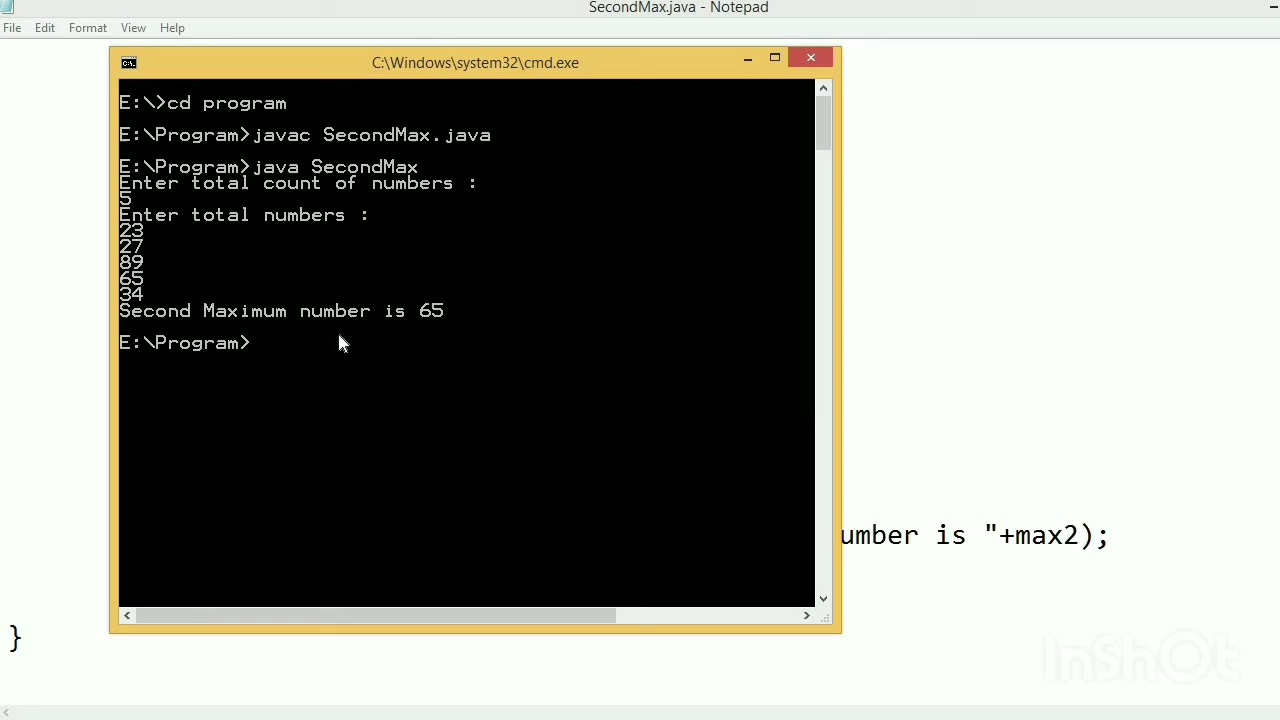 SecondMax.java - Notepad
File Edit Format View Help
C:\Windows\system32\cmd.exe
E:\>cd program
E:\Program>javac SecondMax.java
E:\Program>java SecondMax
Enter total count of numbers :
5
Enter total numbers :
23
27
89
65
34
Second Maximum number is 65
E:\Program>
umber is "+max2);
}
InShOt